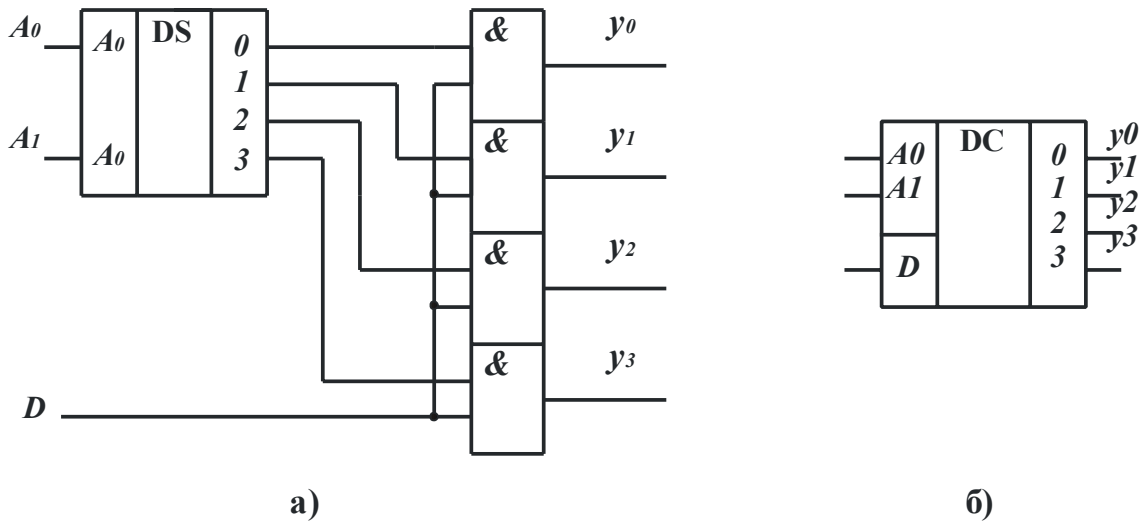 A0 A0 DS 0 & y0
1
2
A1 A0 3 & y1
& y2
& y3
D
A0 DC 0 y0
A1 1 y1
2 y2
D 3 y3
а) б)